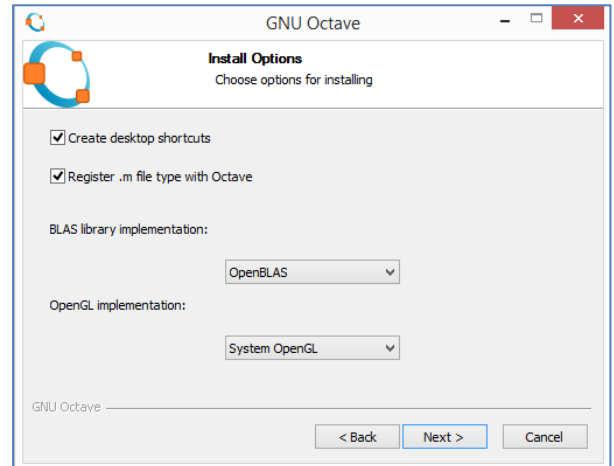 GNU Octave
Install Options
Choose options for installing
Create desktop shortcuts
Register .m file type with Octave
BLAS library implementation:
OpenBLAS
OpenGL implementation:
System OpenGL
GNU Octave
< Back Next > Cancel